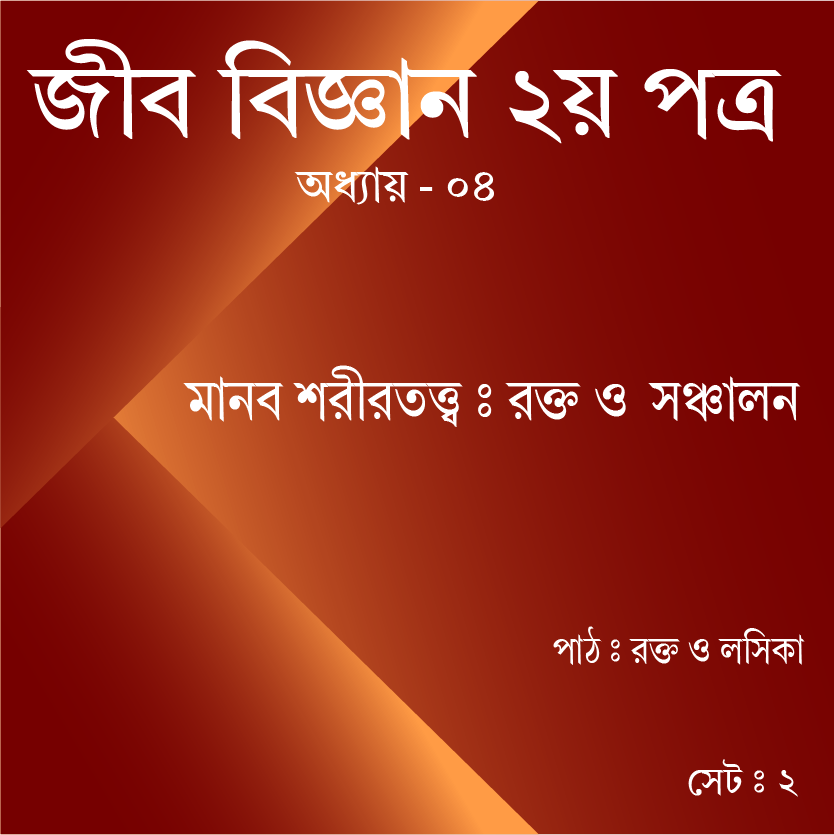 জীব বিজ্ঞান ২য় পত্র
অধ্যায় - ০৪
মানব শরীরতত্ত্ব ঃ রক্ত ও সঞ্চালন
পাঠ ঃ রক্ত ও লসিকা
সেট ঃ ২